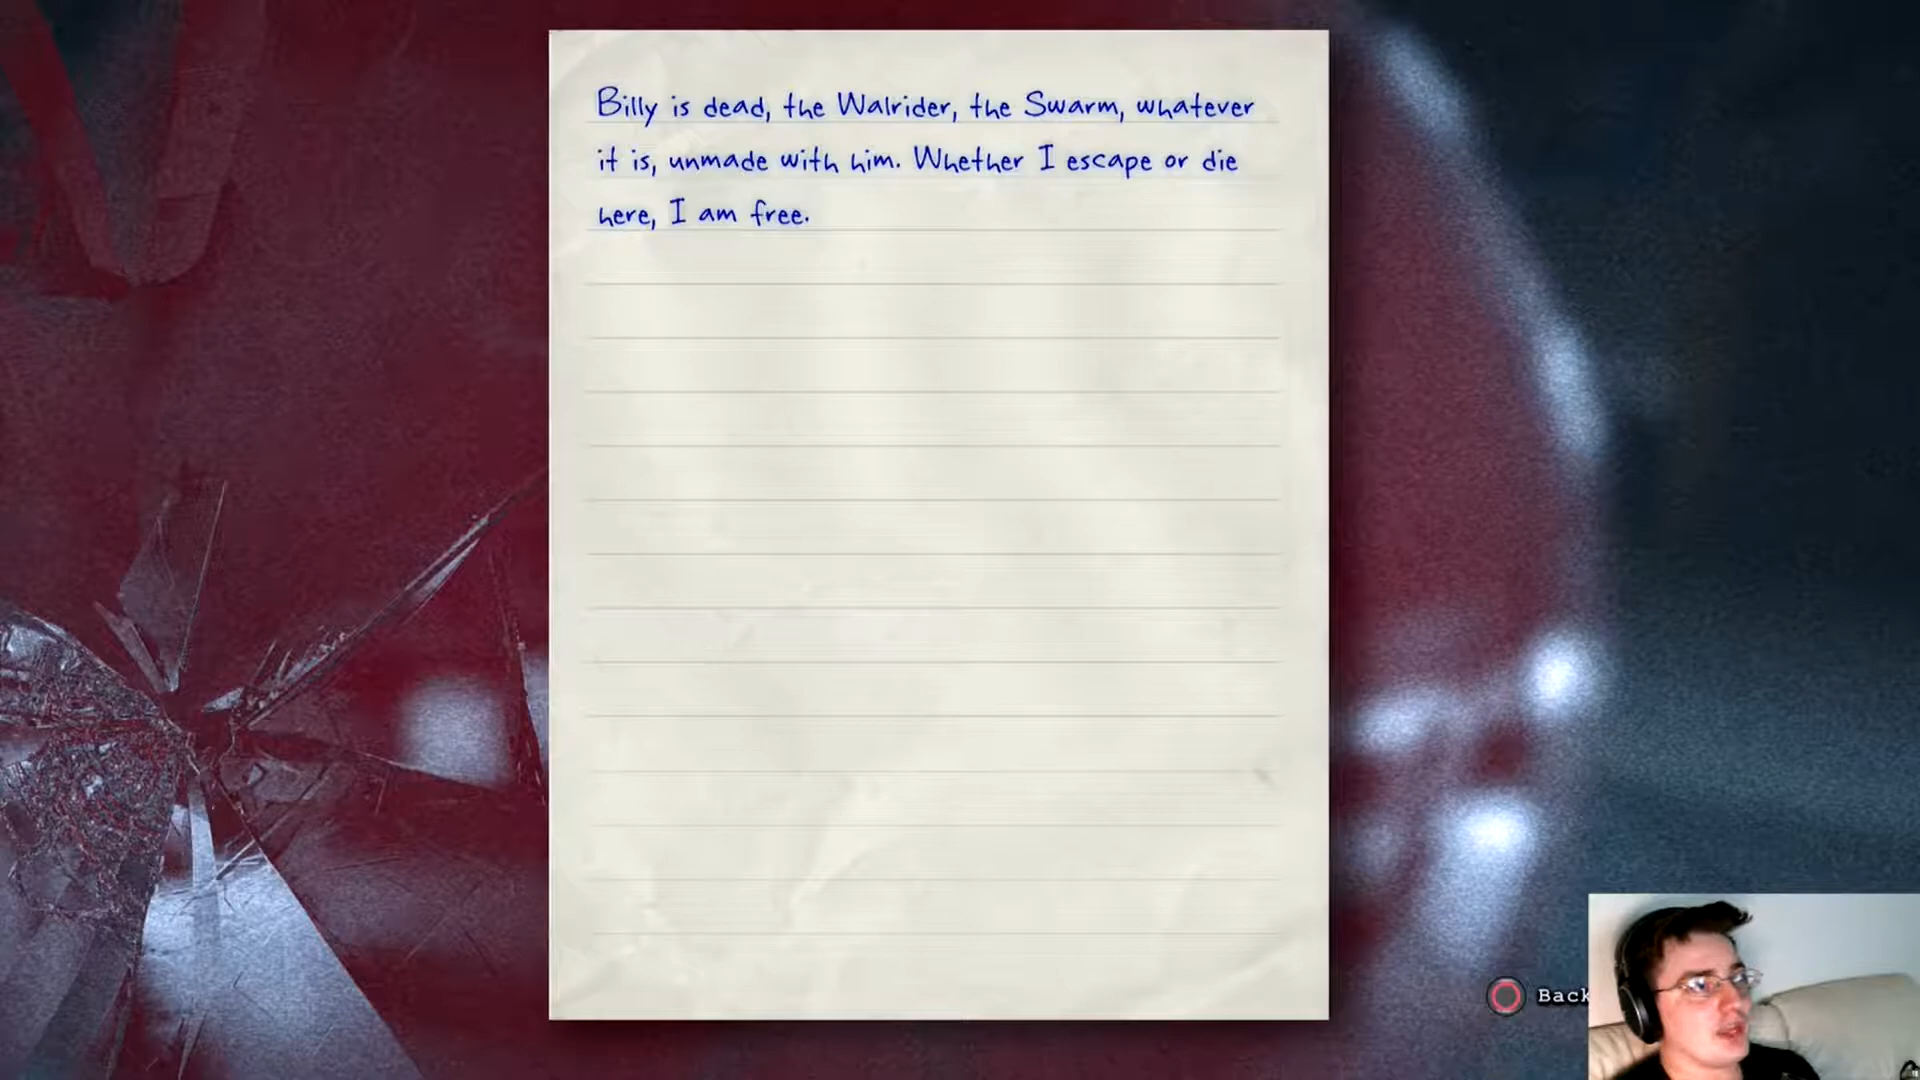 Billy is dead, the Walrider, the Swarm, whatever
it is, unmade with him. Whether I escape or die
here, I am free.
Back